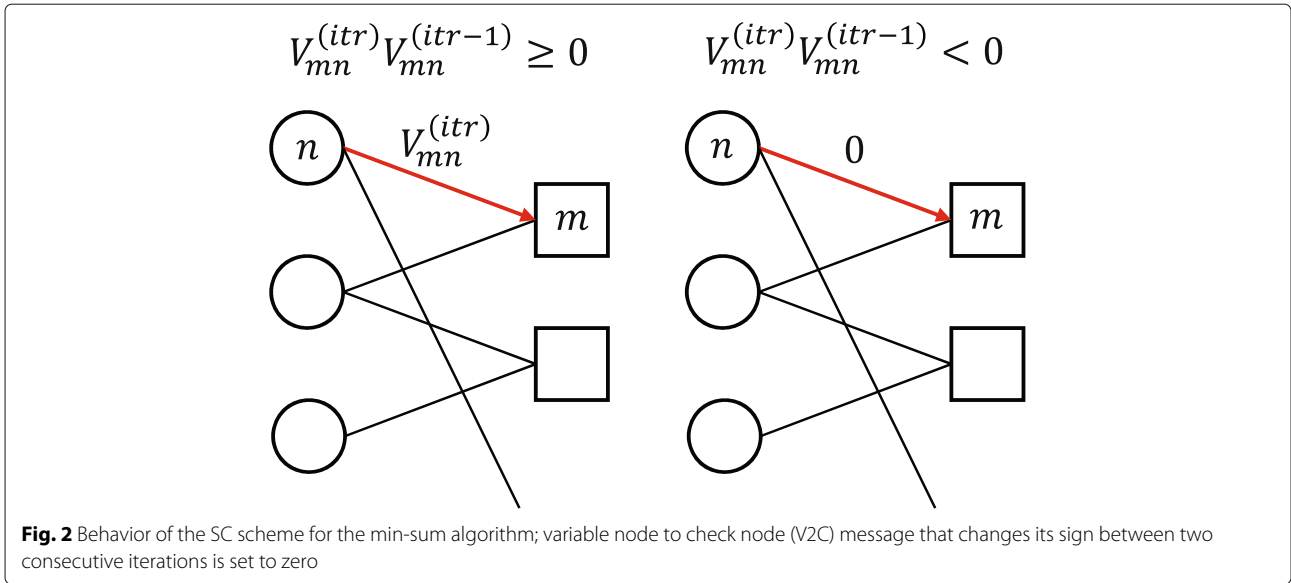 V_{mn}^{(itr)}V_{mn}^{(itr-1)} ≥ 0
V_{mn}^{(itr)}V_{mn}^{(itr-1)} < 0
n
V_{mn}^{(itr)}
m
n
0
m
Fig. 2 Behavior of the SC scheme for the min-sum algorithm; variable node to check node (V2C) message that changes its sign between two
consecutive iterations is set to zero